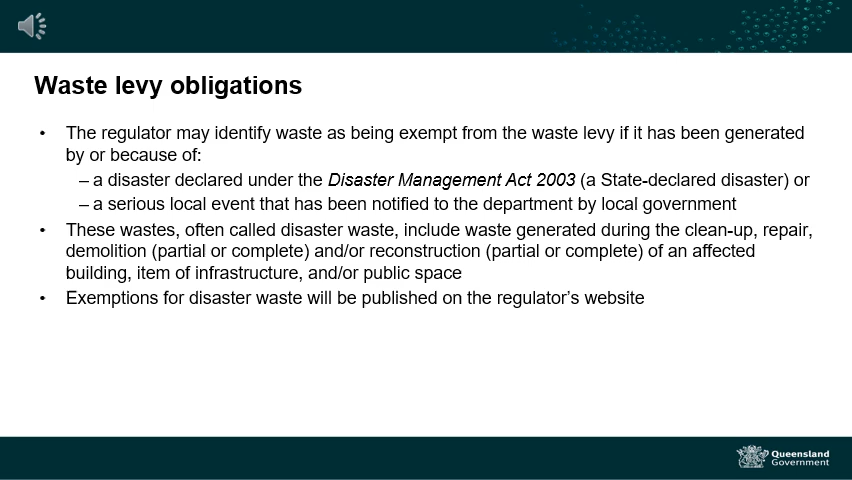 Waste levy obligations
• The regulator may identify waste as being exempt from the waste levy if it has been generated
by or because of:
– a disaster declared under the Disaster Management Act 2003 (a State-declared disaster) or
– a serious local event that has been notified to the department by local government
• These wastes, often called disaster waste, include waste generated during the clean-up, repair,
demolition (partial or complete) and/or reconstruction (partial or complete) of an affected
building, item of infrastructure, and/or public space
• Exemptions for disaster waste will be published on the regulator’s website
Queensland
Government